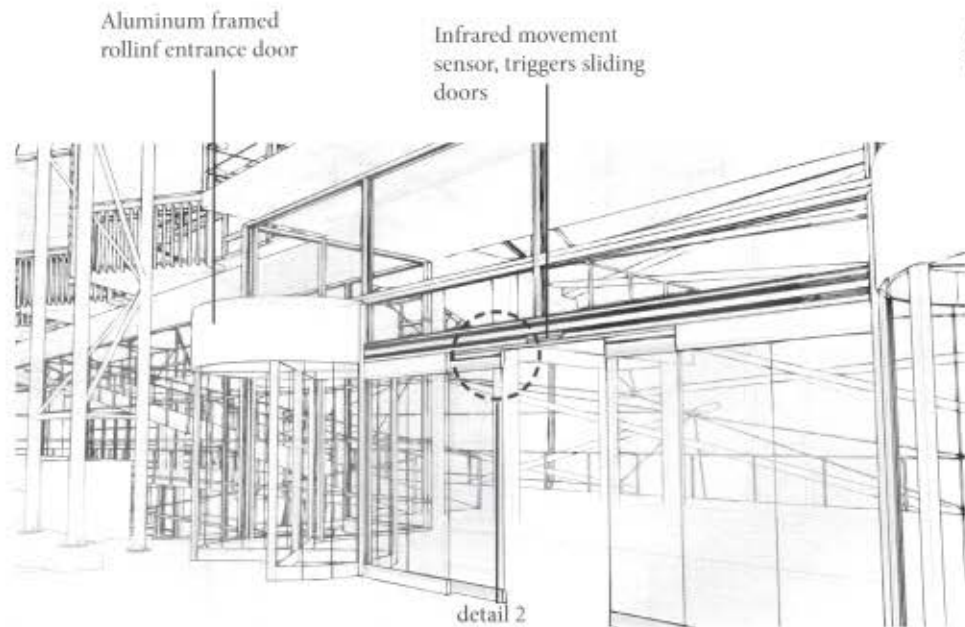 Aluminum framed
rollinf entrance door
Infrared movement
sensor, triggers sliding
doors
detail 2